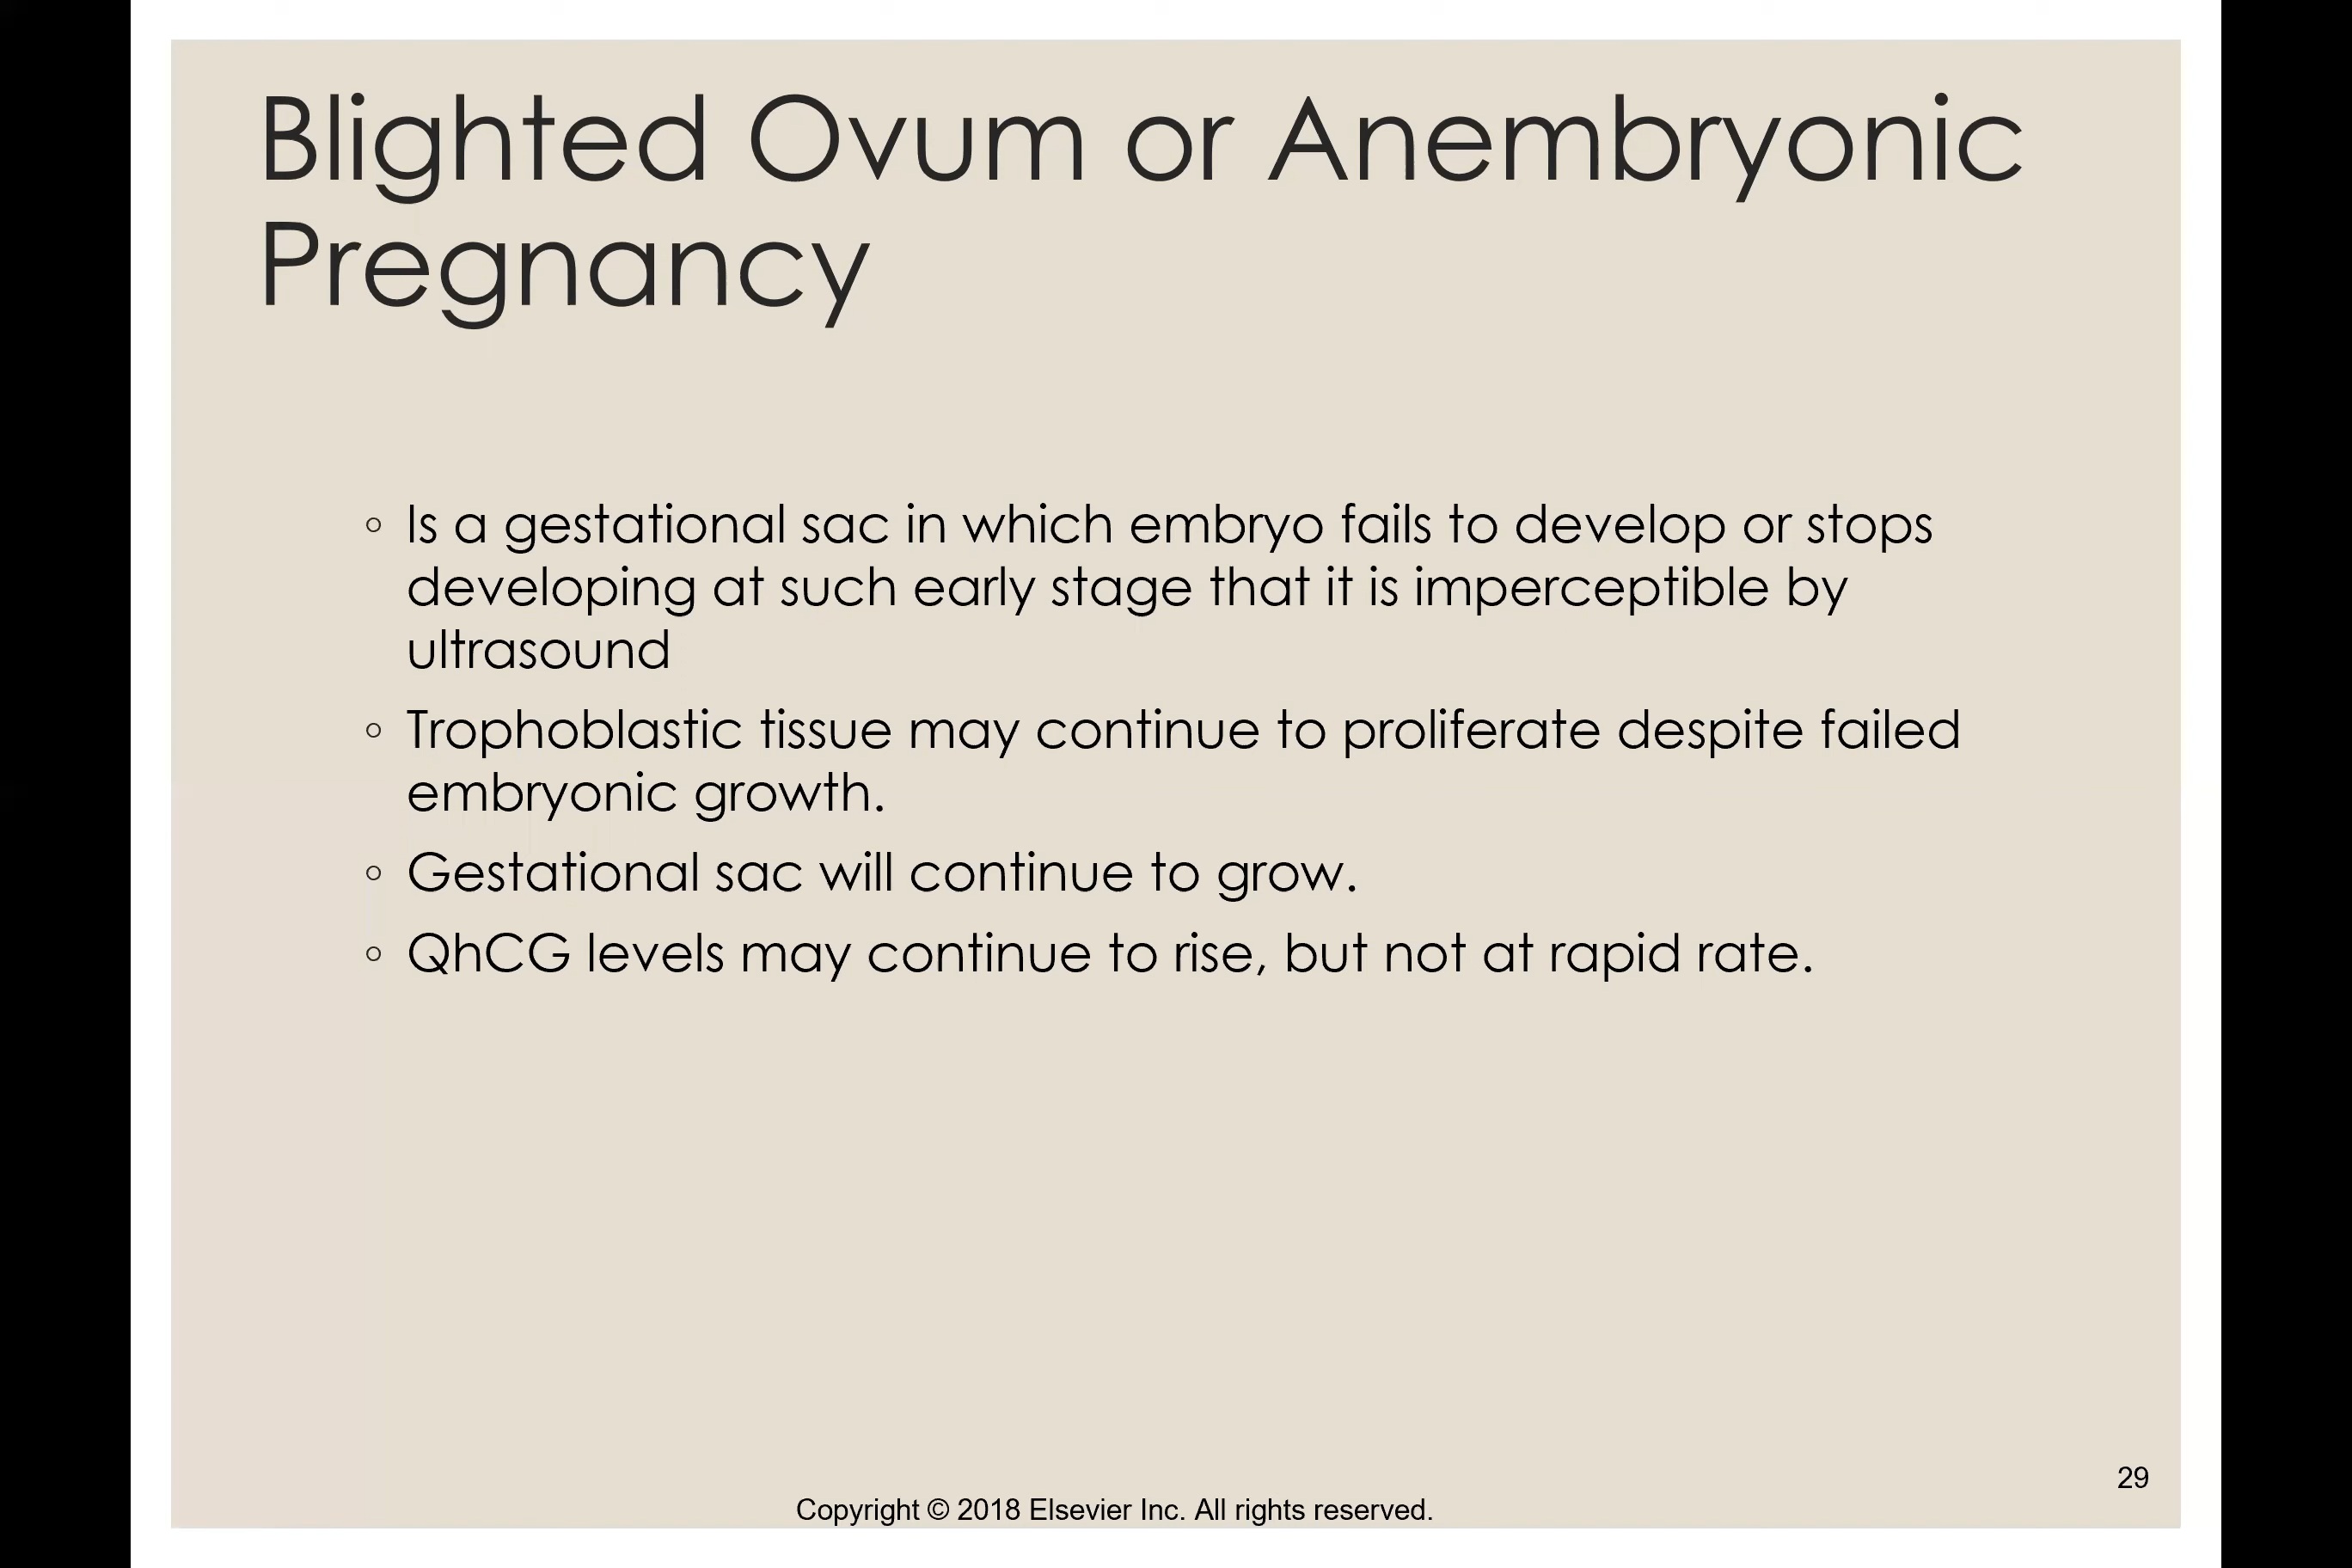 Blighted Ovum or Anembryonic
Pregnancy
◦ Is a gestational sac in which embryo fails to develop or stops
developing at such early stage that it is imperceptible by
ultrasound
◦ Trophoblastic tissue may continue to proliferate despite failed
embryonic growth.
◦ Gestational sac will continue to grow.
◦ QhCG levels may continue to rise, but not at rapid rate.
29
Copyright © 2018 Elsevier Inc. All rights reserved.